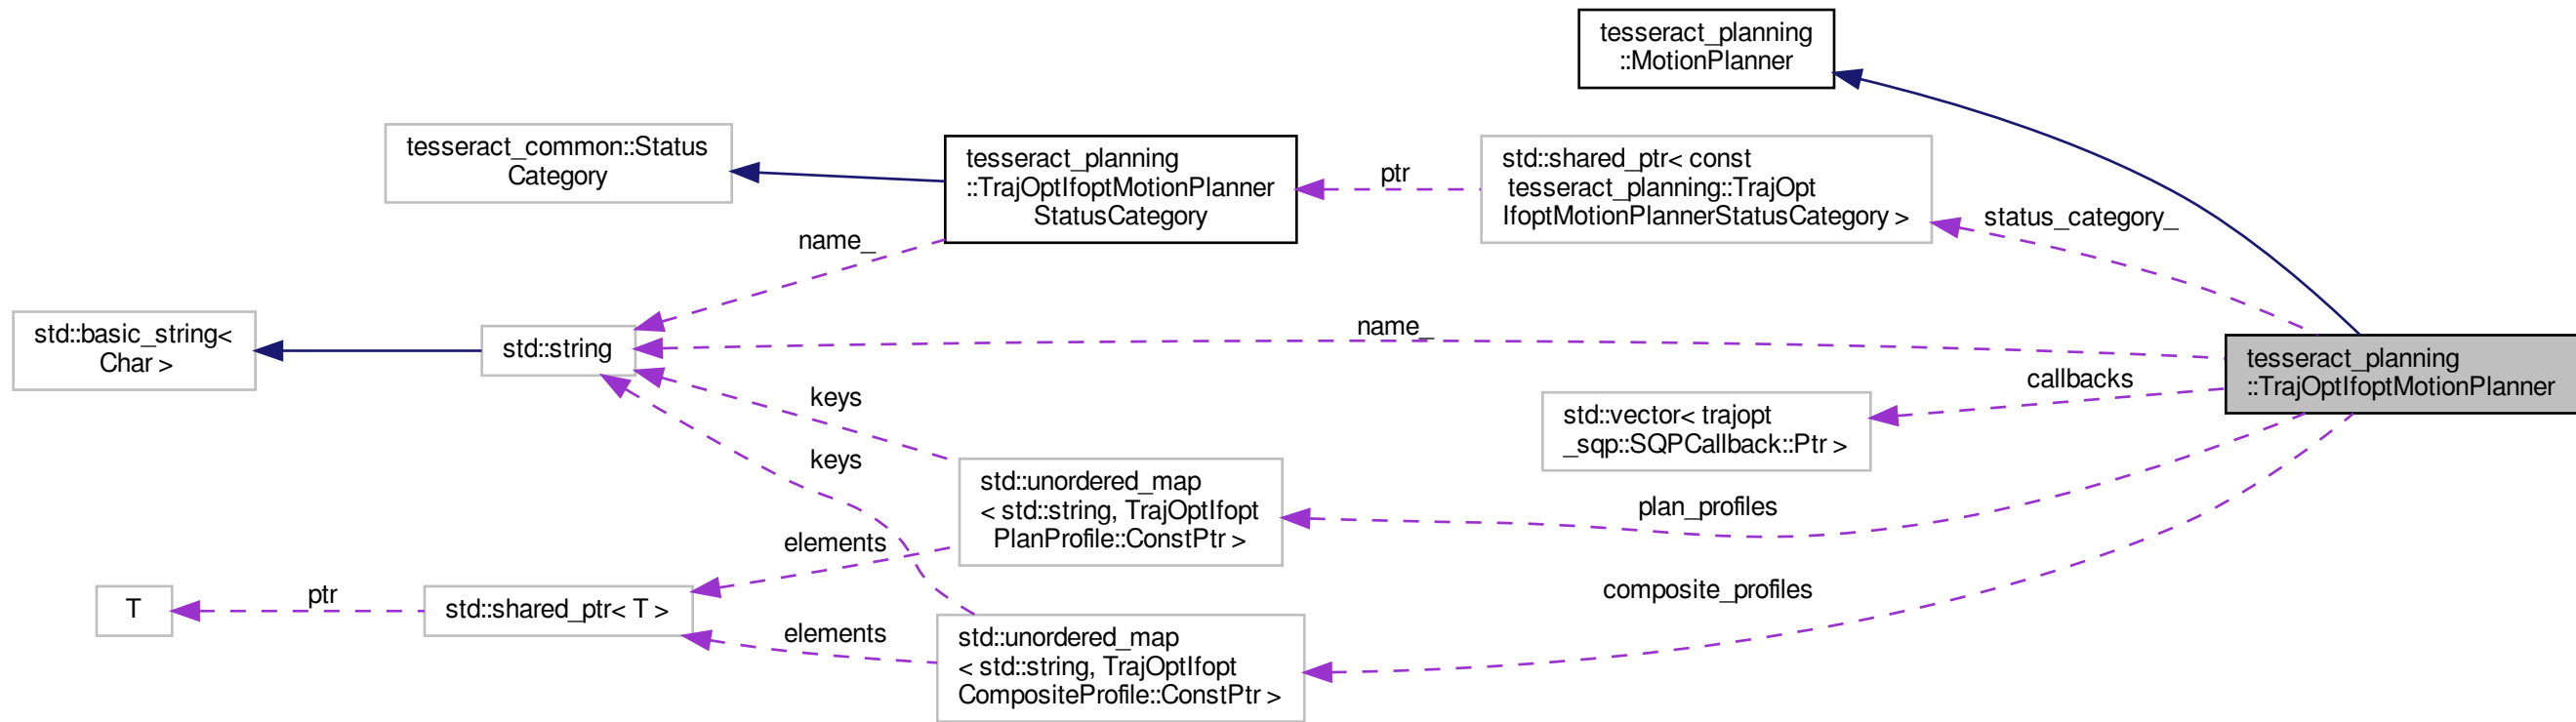 tesseract_planning
::MotionPlanner
tesseract_common::Status
Category
tesseract_planning
::TrajOptIfoptMotionPlanner
StatusCategory
ptr
std::shared_ptr< const
tesseract_planning::TrajOpt
IfoptMotionPlannerStatusCategory >
status_category_
name_
std::basic_string<
Char >
std::string
name_
tesseract_planning
::TrajOptIfoptMotionPlanner
keys
callbacks
std::vector< trajopt
_sqp::SQPCallback::Ptr >
keys
std::unordered_map
< std::string, TrajOptIfopt
PlanProfile::ConstPtr >
plan_profiles
elements
T
ptr
std::shared_ptr< T >
elements
composite_profiles
std::unordered_map
< std::string, TrajOptIfopt
CompositeProfile::ConstPtr >